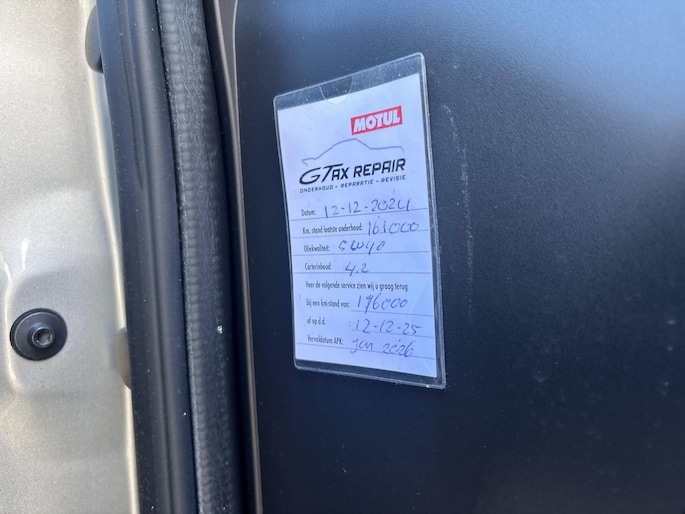 MOTUL
GTAX REPAIR
ONDERHOUD - REPARATIE - REVISIE
Datum: 12-12-2024
Km. stand laatste onderhoud: 161000
Oliekwaliteit: 5W40
Carterinhoud: 4.2
Voor de volgende service zien wij u graag terug
bij een km-stand van: 176000
of op d.d. : 12-12-25
Vervaldatum APK: Jan 2026